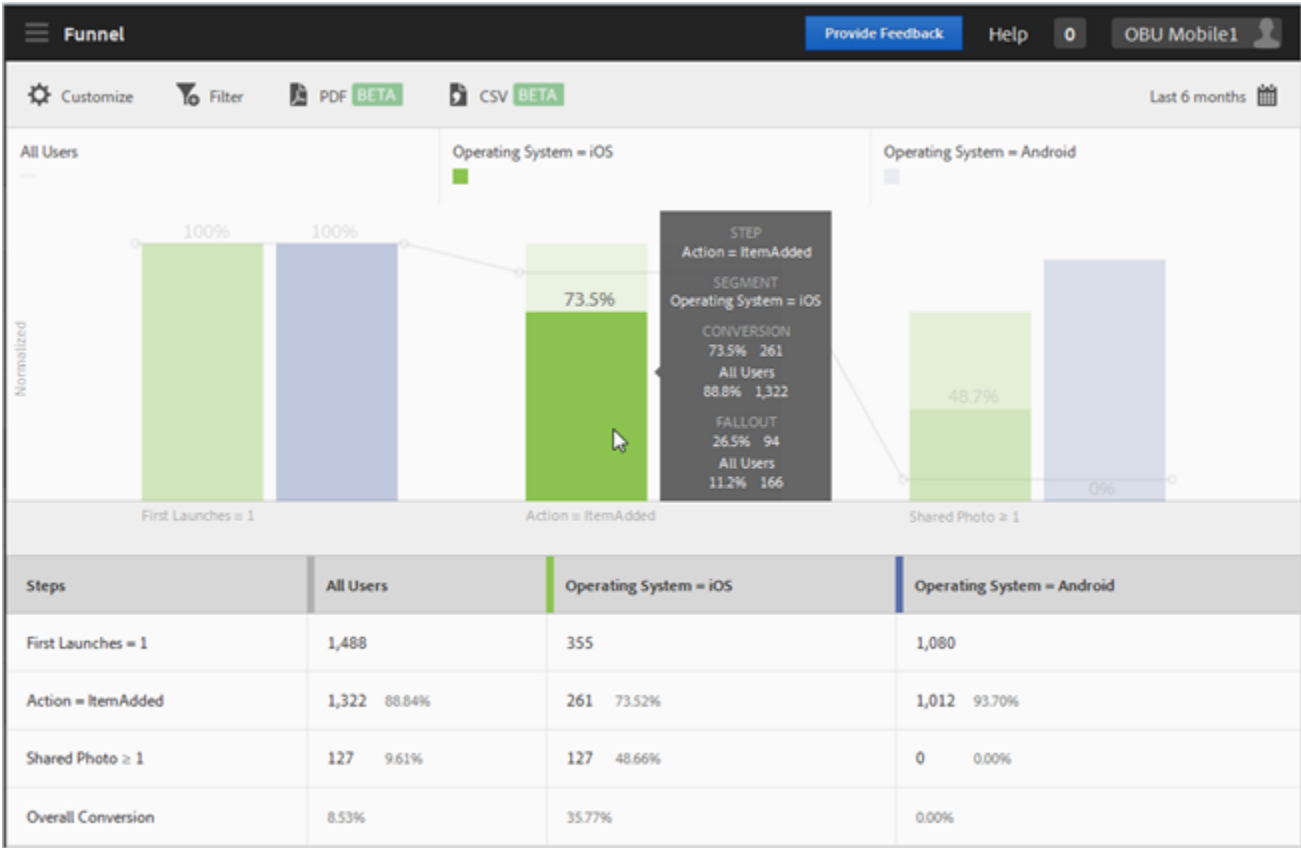 Funnel
Provide Feedback
Help
0
OBU Mobile1
Customize
Filter
PDF BETA
CSV BETA
Last 6 months
All Users
Operating System = iOS
Operating System = Android
Normalized
100%
100%
73.5%
48.7%
0%
STEP
Action = ItemAdded
SEGMENT
Operating System = iOS
CONVERSION
73.5% 261
All Users
88.8% 1,322
FALLOUT
26.5% 94
All Users
11.2% 166
First Launches = 1
Action = ItemAdded
Shared Photo ≥ 1
Steps All Users Operating System = iOS Operating System = Android
First Launches = 1 1,488 355 1,080
Action = ItemAdded 1,322 88.84% 261 73.52% 1,012 93.70%
Shared Photo ≥ 1 127 9.61% 127 48.66% 0 0.00%
Overall Conversion 8.53% 35.77% 0.00%